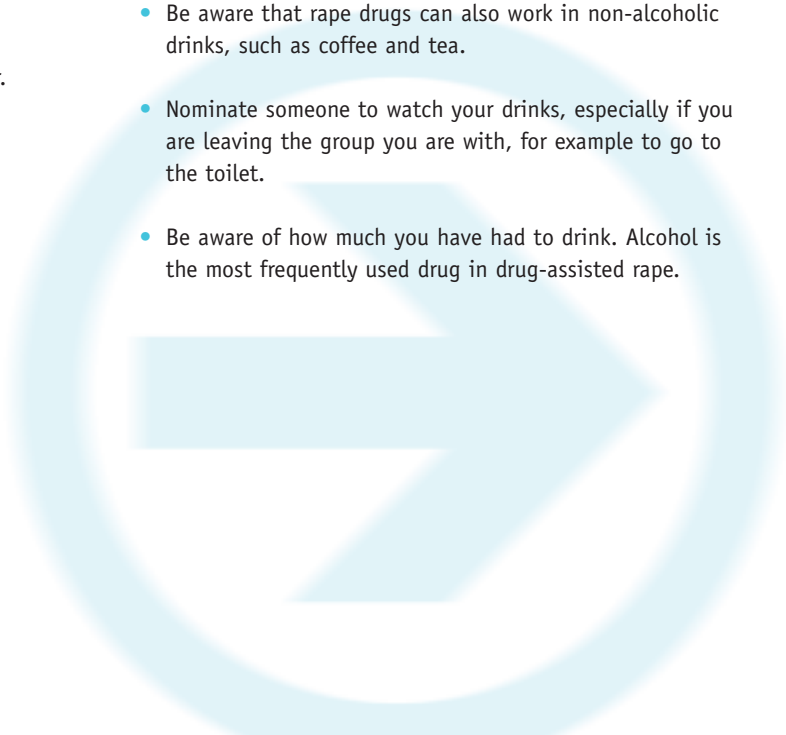 • Be aware that rape drugs can also work in non-alcoholic
drinks, such as coffee and tea.
• Nominate someone to watch your drinks, especially if you
are leaving the group you are with, for example to go to
the toilet.
• Be aware of how much you have had to drink. Alcohol is
the most frequently used drug in drug-assisted rape.